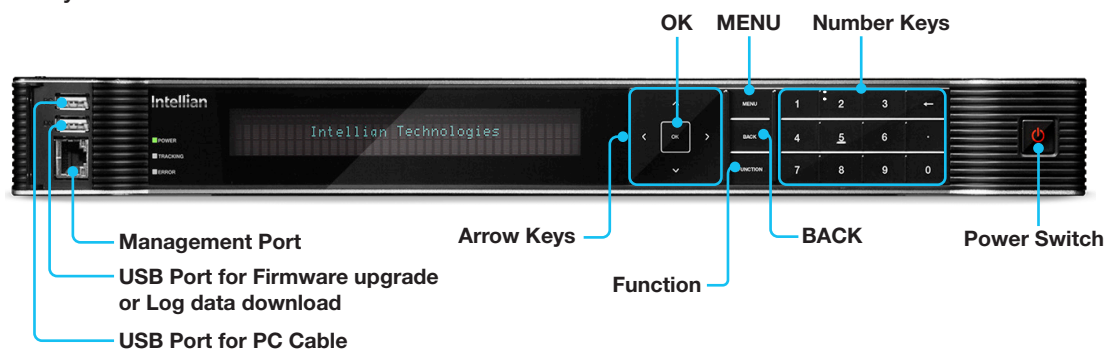 OK MENU Number Keys
Intellian
Intellian Technologies
POWER
TRACKING
ERROR
OK
MENU
BACK
FUNCTION
1 2 3 ←
4 5 6 .
7 8 9 0
Management Port
USB Port for Firmware upgrade
or Log data download
USB Port for PC Cable
Arrow Keys
Function
BACK
Power Switch